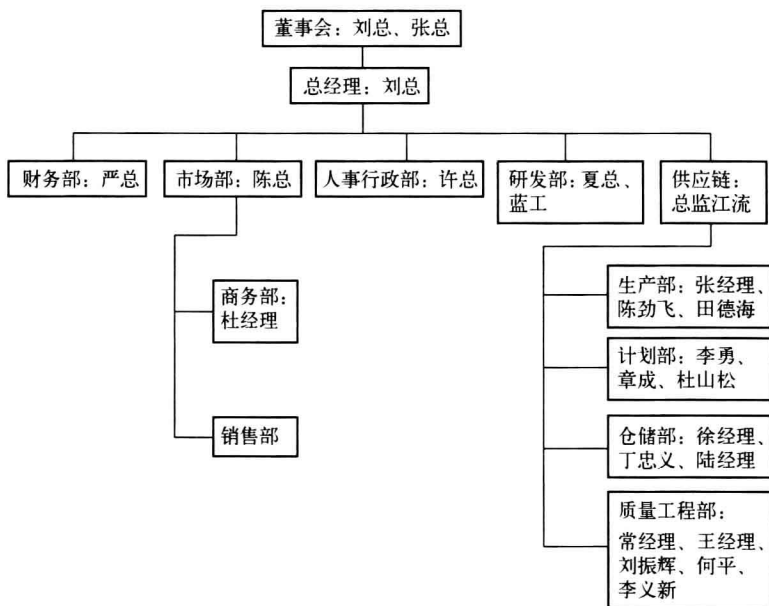 董事会：刘总、张总
总经理：刘总
财务部：严总
市场部：陈总
人事行政部：许总
研发部：夏总、
蓝工
供应链：
总监江流
商务部：
杜经理
销售部
生产部：张经理、
陈劲飞、田德海
计划部：李勇、
章成、杜山松
仓储部：徐经理、
丁忠义、陆经理
质量工程部：
常经理、王经理、
刘振辉、何平、
李义新